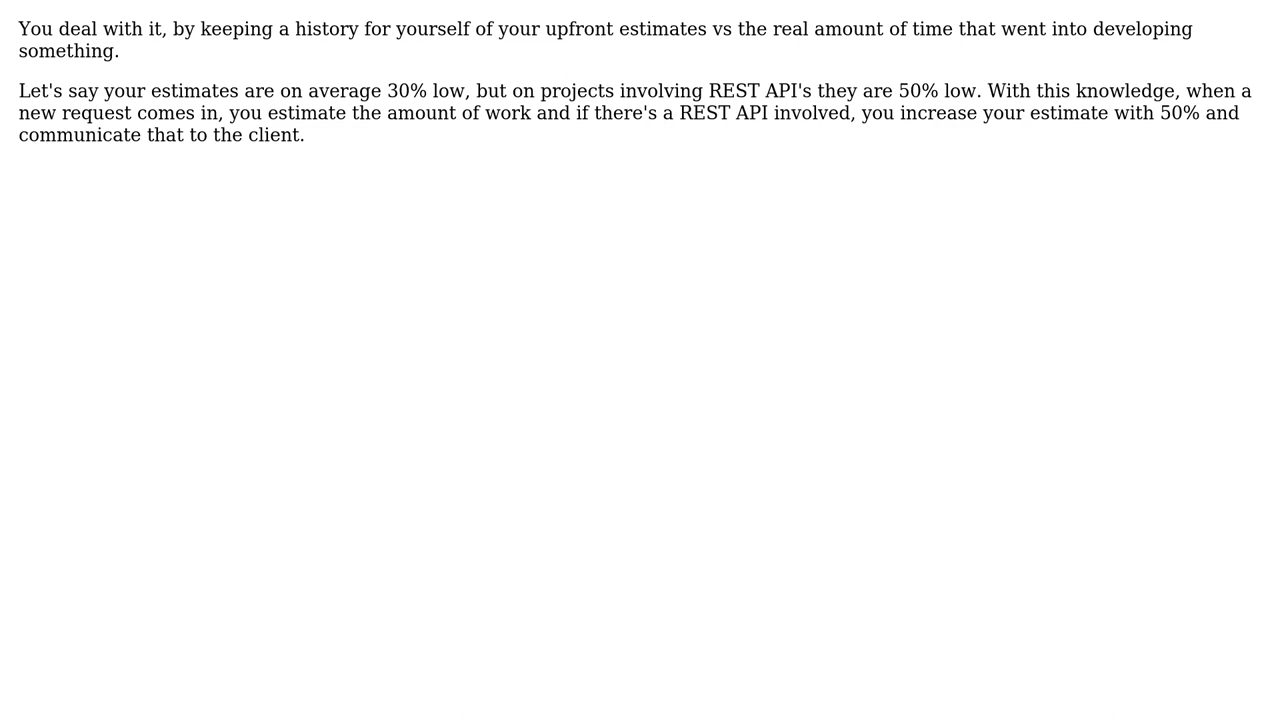 You deal with it, by keeping a history for yourself of your upfront estimates vs the real amount of time that went into developing
something.
Let's say your estimates are on average 30% low, but on projects involving REST API's they are 50% low. With this knowledge, when a
new request comes in, you estimate the amount of work and if there's a REST API involved, you increase your estimate with 50% and
communicate that to the client.